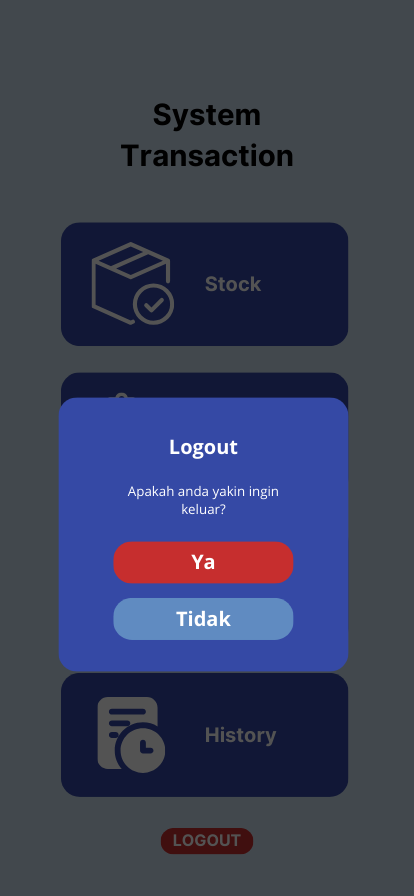 System
Transaction
Stock
Logout
Apakah anda yakin ingin
keluar?
Ya
Tidak
History
LOGOUT